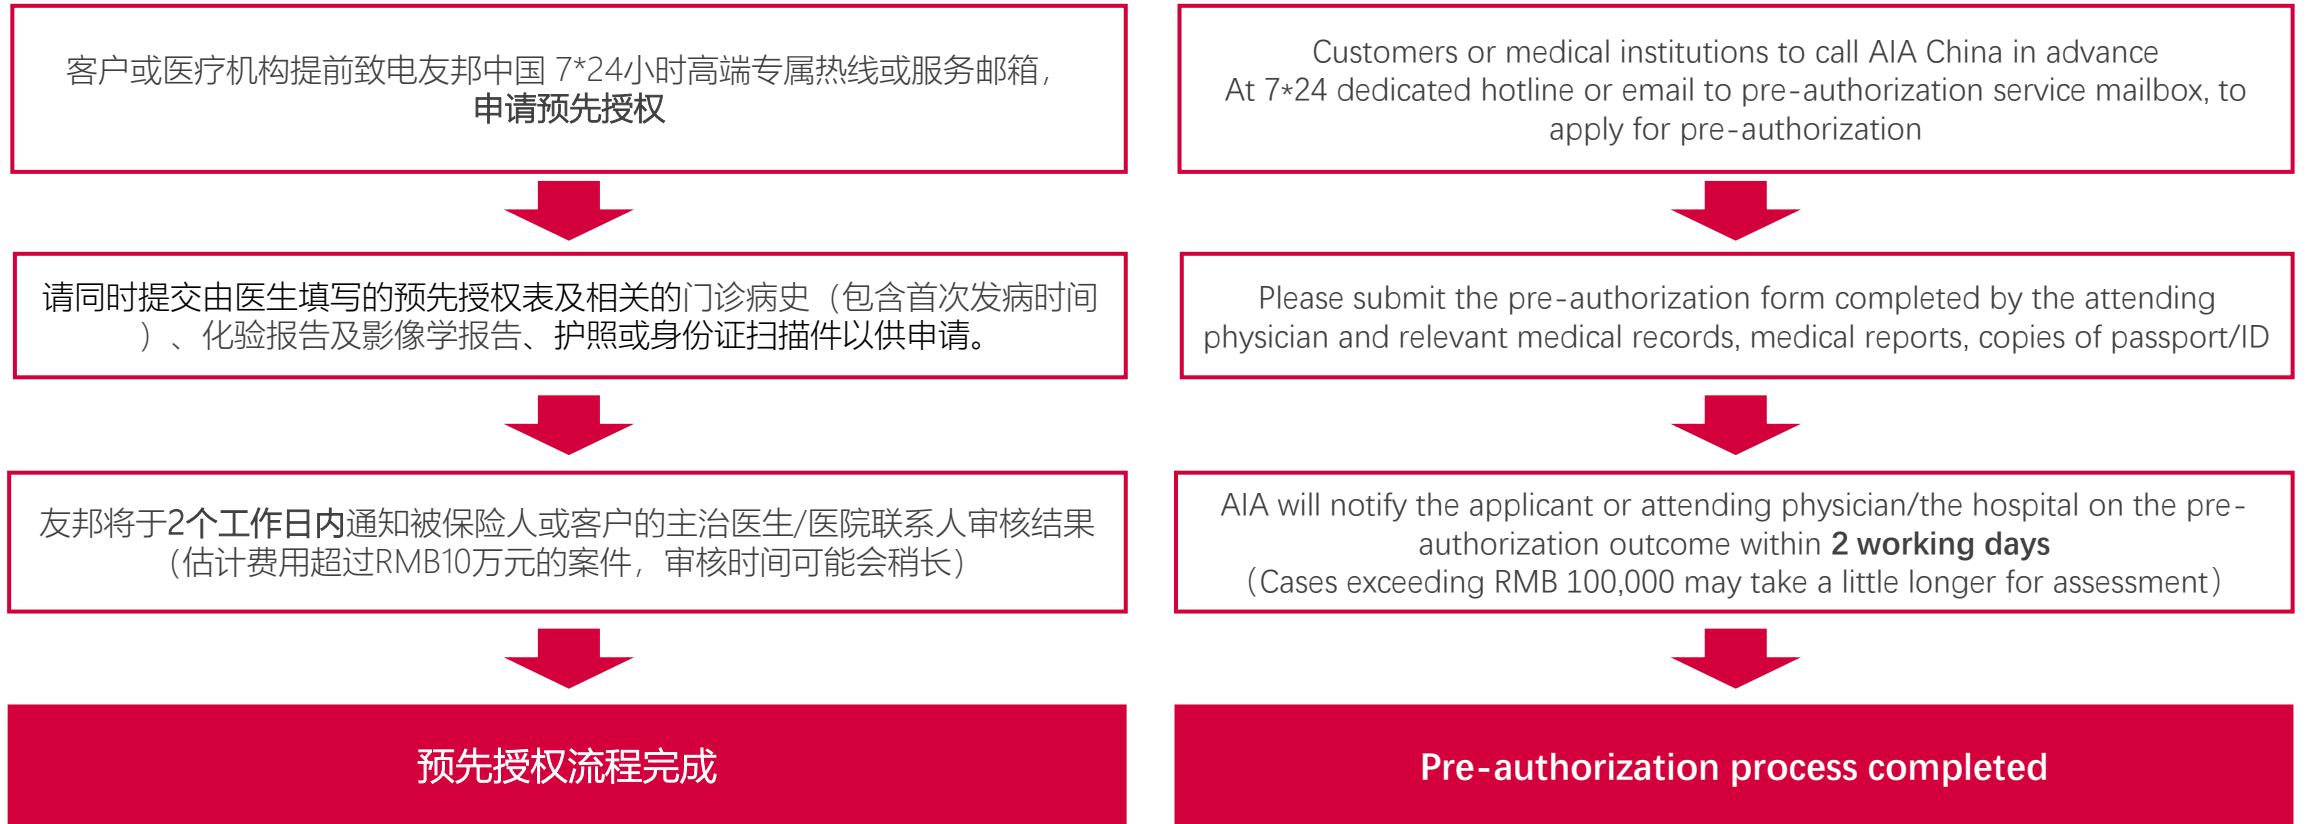 客户或医疗机构提前致电友邦中国 7*24小时高端专属热线或服务邮箱，
申请预先授权
请同时提交由医生填写的预先授权表及相关的门诊病史（包含首次发病时间
）、化验报告及影像学报告、护照或身份证扫描件以供申请。
友邦将于2个工作日内通知被保险人或客户的主治医生/医院联系人审核结果
（估计费用超过RMB10万元的案件，审核时间可能会稍长）
预先授权流程完成
Customers or medical institutions to call AIA China in advance
At 7*24 dedicated hotline or email to pre-authorization service mailbox, to
apply for pre-authorization
Please submit the pre-authorization form completed by the attending
physician and relevant medical records, medical reports, copies of passport/ID
AIA will notify the applicant or attending physician/the hospital on the pre-
authorization outcome within 2 working days
（Cases exceeding RMB 100,000 may take a little longer for assessment）
Pre-authorization process completed